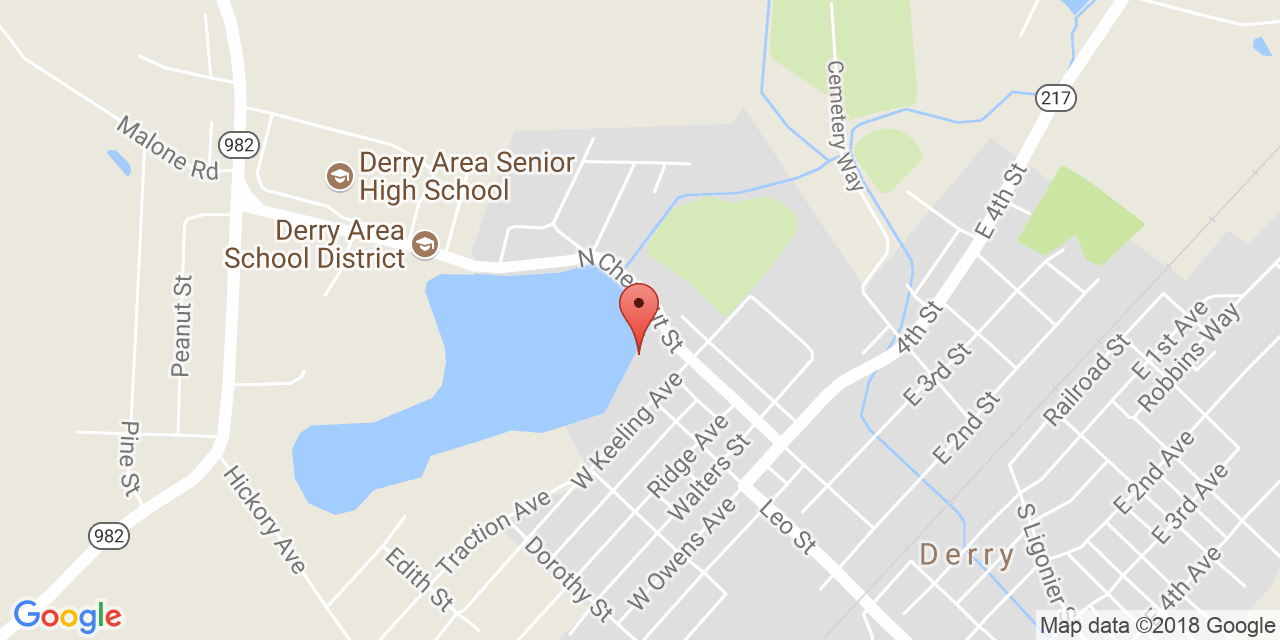 217
982
Malone Rd
Cemetery Way
Derry Area Senior
High School
E 4th St
Derry Area
School District
N Che
ut St
Peanut St
4th St
E 1st Ave
Robbins Way
Railroad St
E 3rd St
W Keeling Ave
E 2nd St
Pine St
Ridge Ave
Walters St
E 2nd Ave
E 3rd Ave
Hickory Ave
Traction Ave
W Owens Ave
Leo St
982
Derry
S Ligonier S
Edith St
Dorothy St
E 4th Ave
Google
Map data ©2018 Google